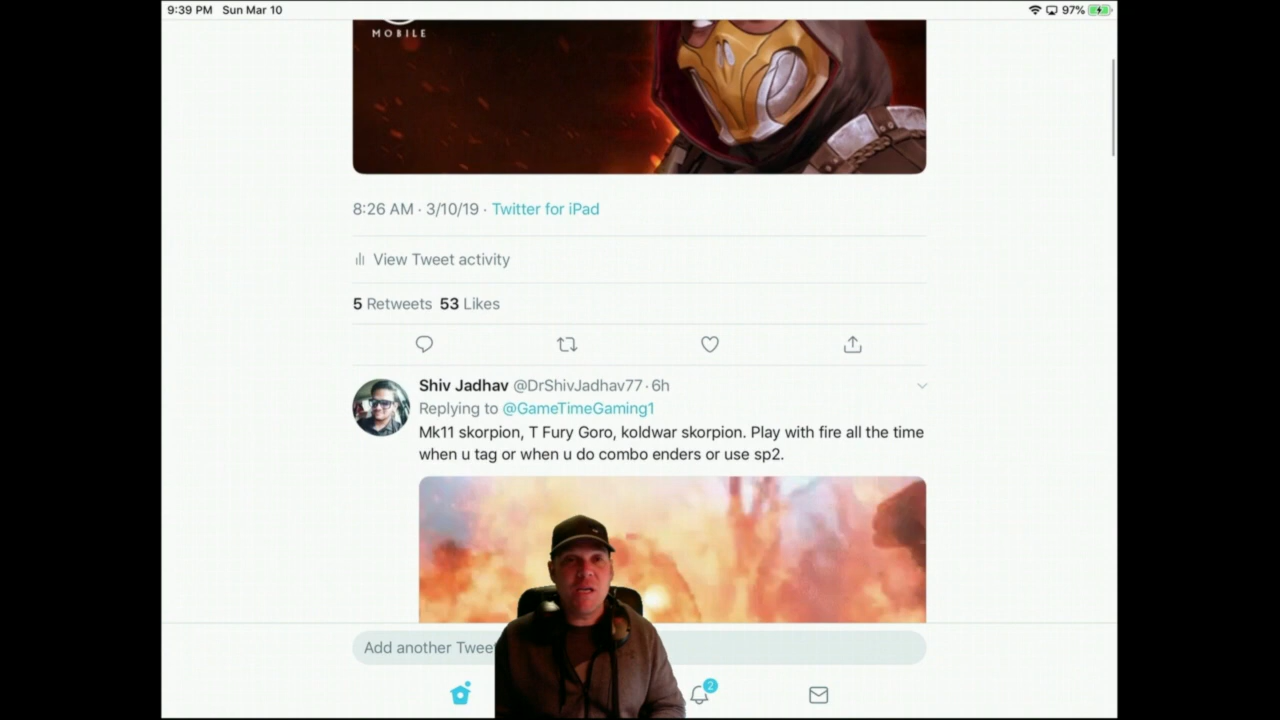 9:39 PM Sun Mar 10
97%
MOBILE
8:26 AM · 3/10/19 · Twitter for iPad
View Tweet activity
5 Retweets 53 Likes
Shiv Jadhav @DrShivJadhav77 · 6h
Replying to @GameTimeGaming1
Mk11 skorpion, T Fury Goro, koldwar skorpion. Play with fire all the time
when u tag or when u do combo enders or use sp2.
Add another Twee
2